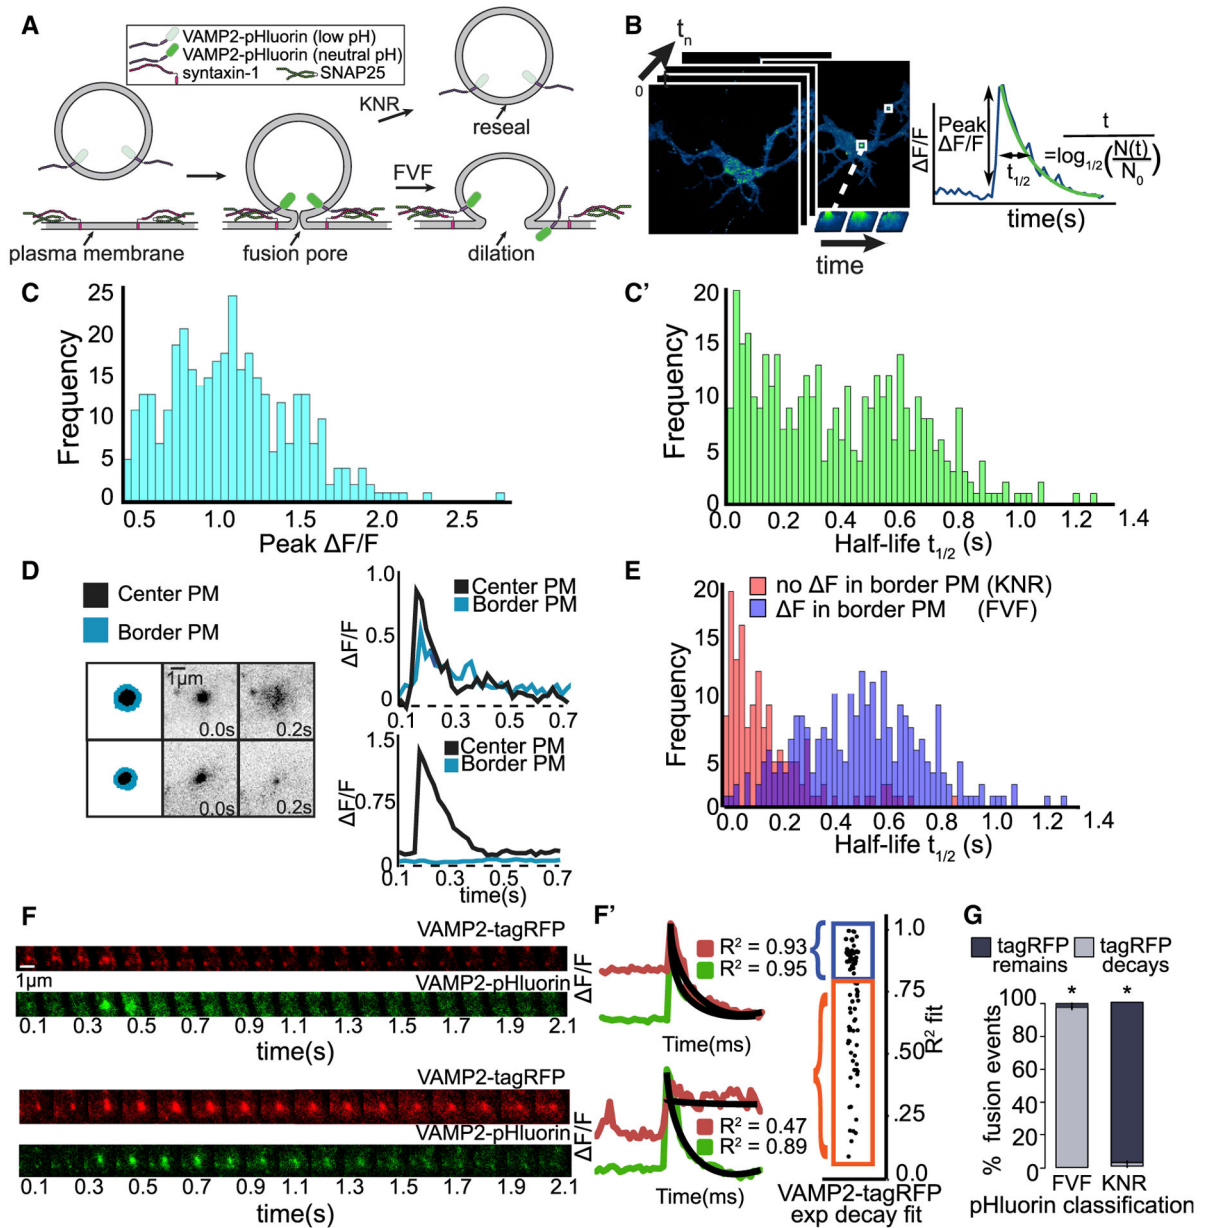 A
VAMP2-pHluorin (low pH)
VAMP2-pHluorin (neutral pH)
syntaxin-1 SNAP25
KNR
reseal
FVF
plasma membrane
fusion pore
dilation
B
tn
0
time
Peak
ΔF/F
ΔF/F
t1/2
t
=log1/2(N(t)/N0)
time(s)
C
Frequency
25
20
15
10
5
0
0.5 1.0 1.5 2.0 2.5
Peak ΔF/F
C'
Frequency
20
15
10
5
0
0.0 0.2 0.4 0.6 0.8 1.0 1.2 1.4
Half-life t1/2 (s)
D
Center PM
Border PM
1μm
0.0s
0.2s
0.0s
0.2s
Center PM
Border PM
ΔF/F
1.0
0.5
0
0.1 0.3 0.5 0.7
Center PM
Border PM
ΔF/F
1.5
0.75
0
0.1 0.3 0.5 0.7
time(s)
E
no ΔF in border PM (KNR)
ΔF in border PM (FVF)
Frequency
20
15
10
5
0
0.0 0.2 0.4 0.6 0.8 1.0 1.2 1.4
Half-life t1/2 (s)
F
VAMP2-tagRFP
1μm
VAMP2-pHluorin
0.1 0.3 0.5 0.7 0.9 1.1 1.3 1.5 1.7 1.9 2.1
time(s)
VAMP2-tagRFP
VAMP2-pHluorin
0.1 0.3 0.5 0.7 0.9 1.1 1.3 1.5 1.7 1.9 2.1
time(s)
F'
ΔF/F
R² = 0.93
R² = 0.95
Time(ms)
ΔF/F
R² = 0.47
R² = 0.89
Time(ms)
1.0
.75
.50
.25
0.0
R² fit
VAMP2-tagRFP
exp decay fit
G
tagRFP remains
tagRFP decays
* *
% fusion events
100
80
60
40
20
0
FVF KNR
pHluorin classification